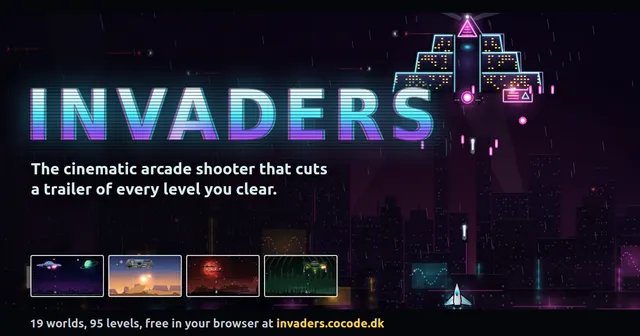 INVADERS
The cinematic arcade shooter that cuts
a trailer of every level you clear.
19 worlds, 95 levels, free in your browser at invaders.cocode.dk